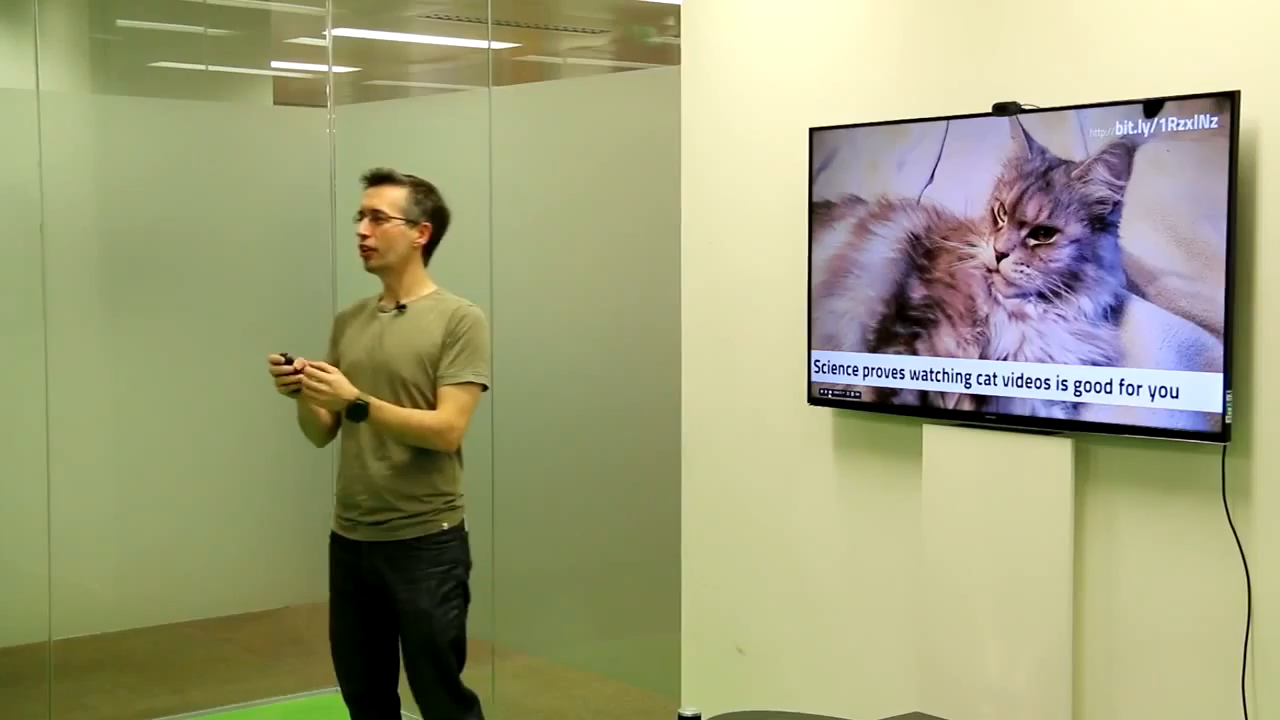 http://bit.ly/1RzxlNz
Science proves watching cat videos is good for you